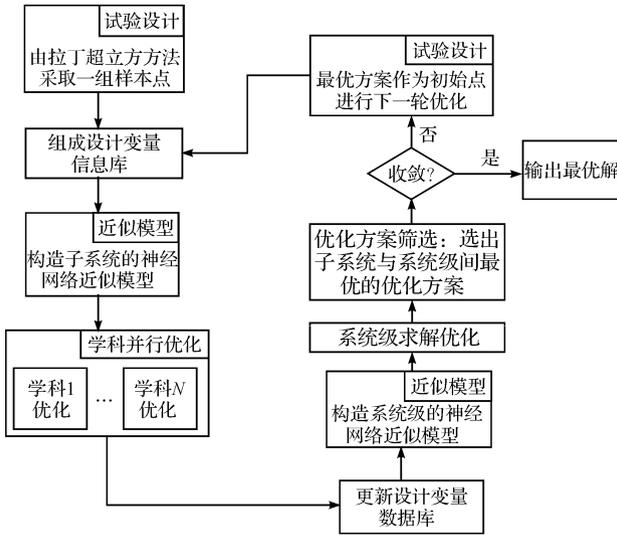 试验设计
由拉丁超立方方法
采取一组样本点
组成设计变量
信息库
近似模型
构造子系统的神经
网络近似模型
学科并行优化
学科1
优化
…
学科N
优化
更新设计变量
数据库
近似模型
构造系统级的神经
网络近似模型
系统级求解优化
优化方案筛选：选出
子系统与系统级间最
优的优化方案
收敛?
是
输出最优解
否
试验设计
最优方案作为初始点
进行下一轮优化